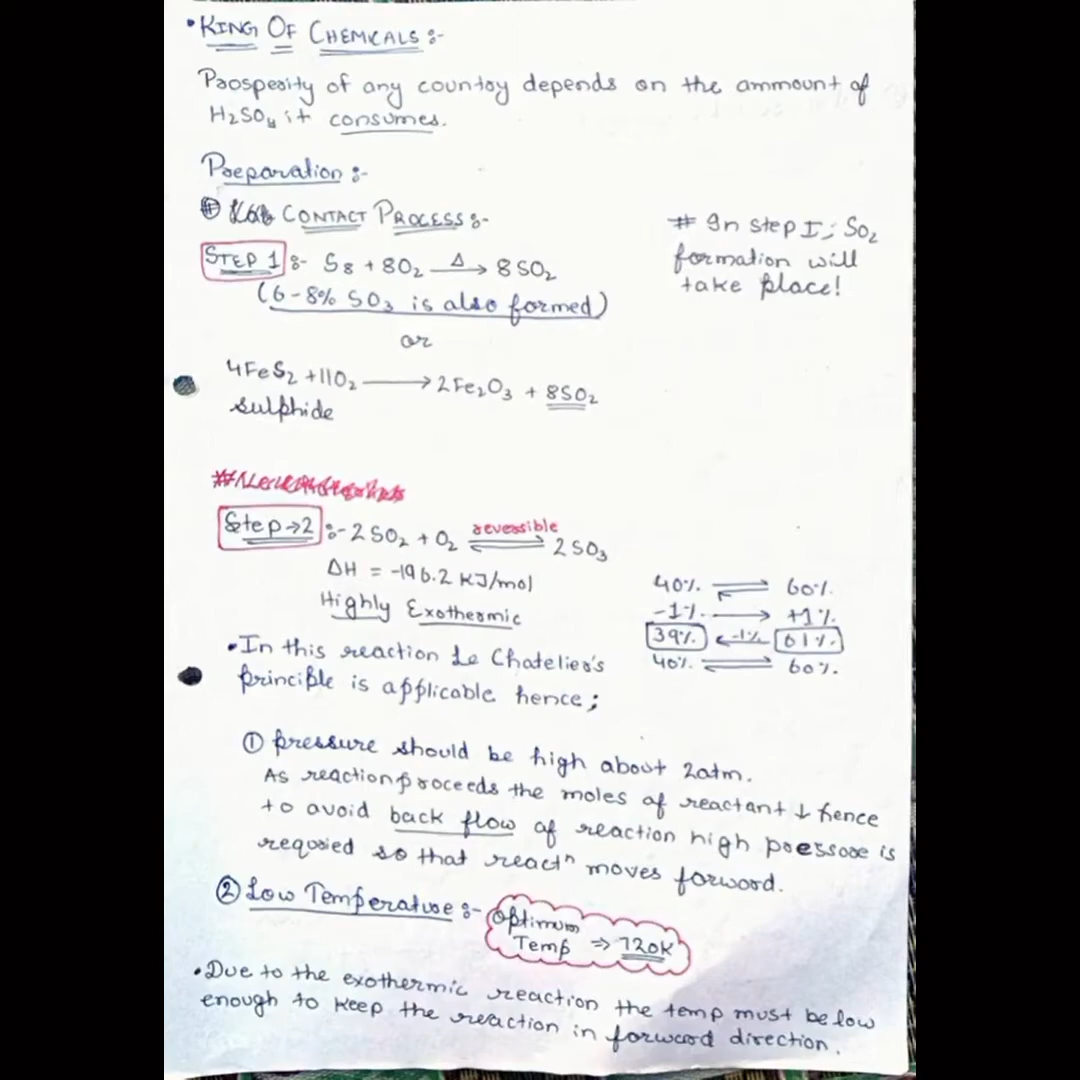 •KING OF CHEMICALS :-
Prosperity of any country depends on the ammount of
H₂SO₄ it consumes.
Preparation :-
CONTACT PROCESS :-
# In step I; SO₂
formation will
take place!
STEP 1 :- S₈ + 8O₂ —Δ→ 8SO₂
(6-8% SO₃ is also formed)
or
4FeS₂ + 11O₂ ⟶ 2Fe₂O₃ + 8SO₂
sulphide
Step→2 :- 2SO₂ + O₂ ⇌ 2SO₃
reversible
ΔH = -196.2 KJ/mol
Highly Exothermic
40% ⇌ 60%.
-1%. ⟶ +1%.
39% ←-1% 61%.
40%. ⇌ 60%.
•In this reaction Le Chatelier's
principle is applicable hence;
① pressure should be high about 2atm.
As reaction proceeds the moles of reactant ↓ hence
to avoid back flow of reaction high pressure is
requried so that reactⁿ moves forward.
② Low Temperature :- Optimum
Temp ⇒ 720K
•Due to the exothermic reaction the temp must be low
enough to keep the reaction in forward direction.